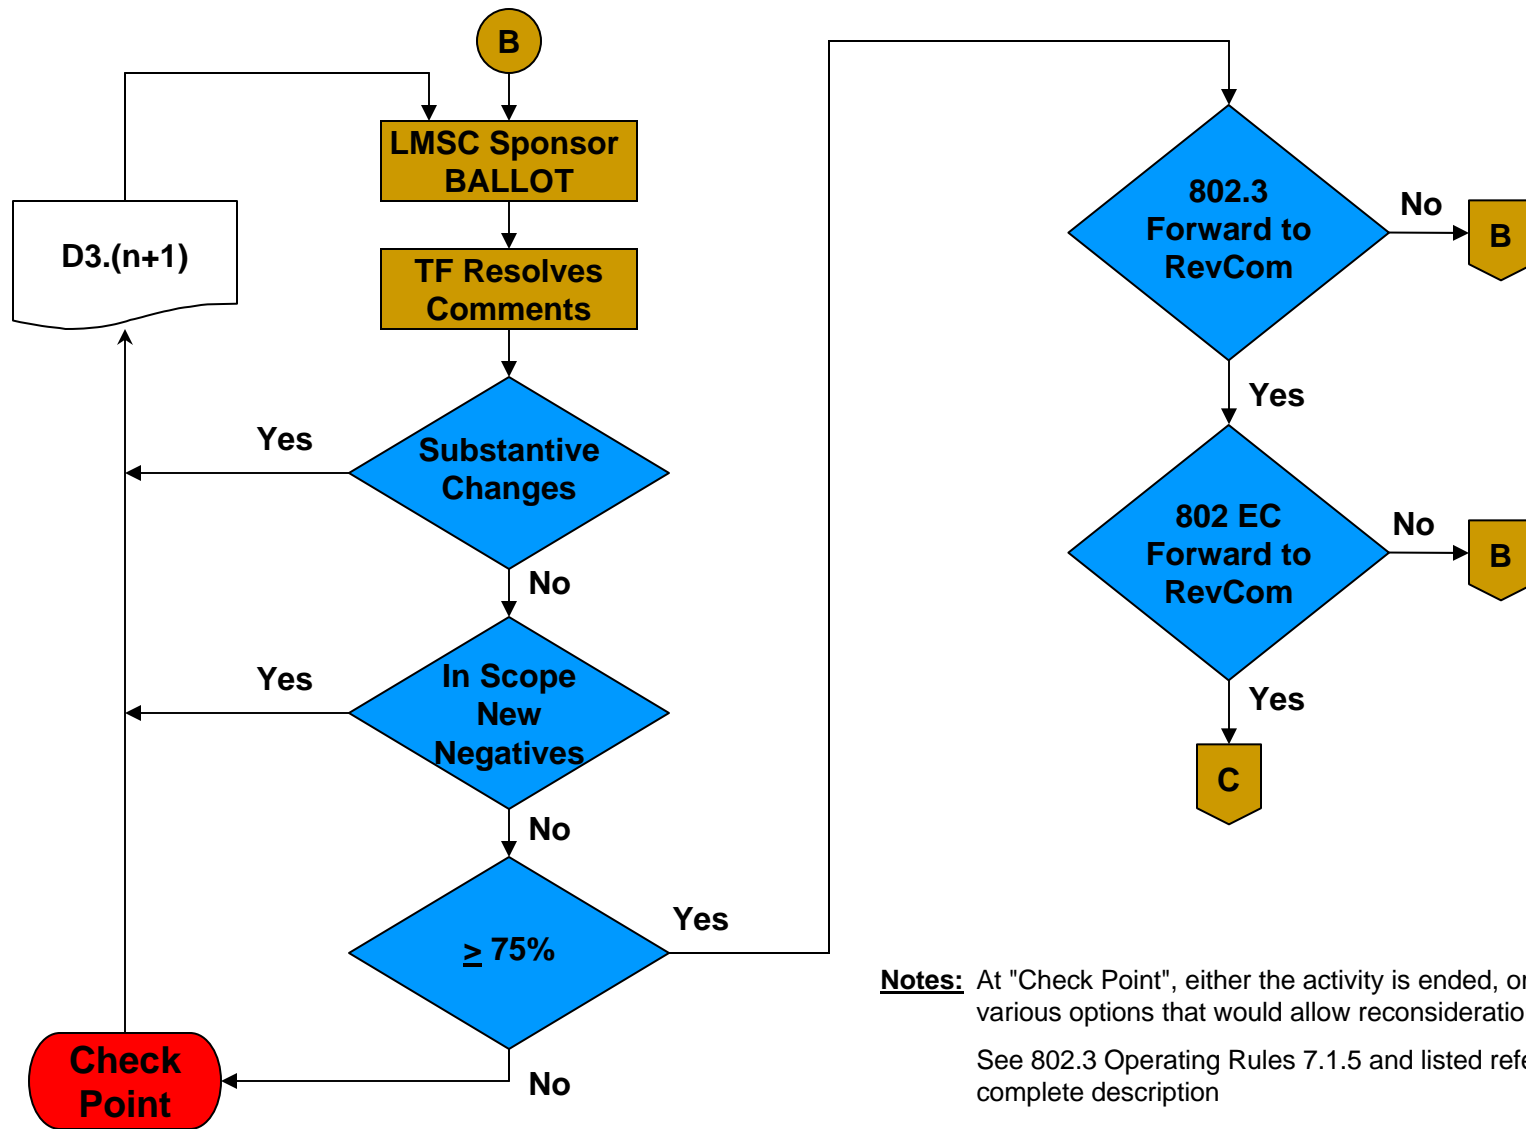 B
LMSC Sponsor
BALLOT
D3.(n+1)
TF Resolves
Comments
Yes
Substantive
Changes
No
Yes
In Scope
New
Negatives
No
≥ 75%
Yes
No
Check
Point
802.3
Forward to
RevCom
No
B
Yes
802 EC
Forward to
RevCom
No
B
Yes
C
Notes: At "Check Point", either the activity is ended, or
various options that would allow
See 802.3 Operating Rules 7.1.5 and listed
complete description